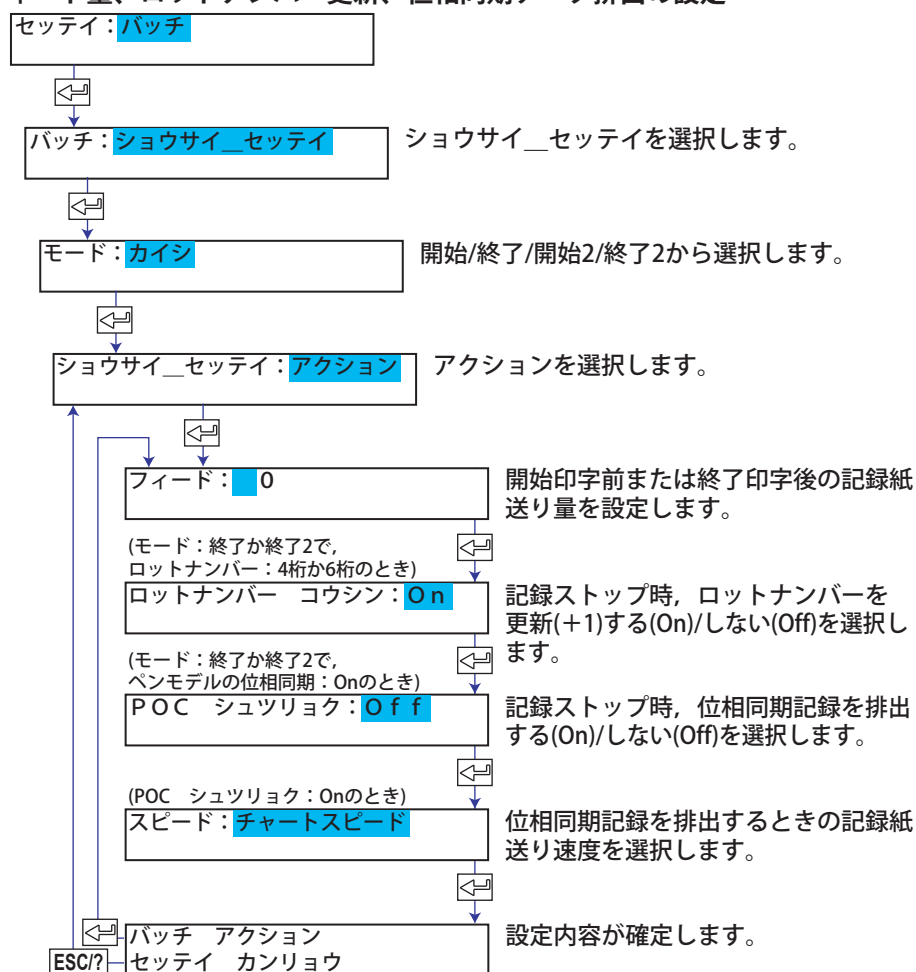 セッテイ：バッチ
バッチ：ショウサイ＿セッテイ
ショウサイ＿セッテイを選択します。
モード：カイシ
開始/終了/開始2/終了2から選択します。
ショウサイ＿セッテイ：アクション
アクションを選択します。
フィード： 0
開始印字前または終了印字後の記録紙
送り量を設定します。
(モード：終了か終了2で,
ロットナンバー：4桁か6桁のとき)
ロットナンバー　コウシン：On
記録ストップ時，ロットナンバーを
更新(＋1)する(On)/しない(Off)を選択し
ます。
(モード：終了か終了2で,
ペンモデルの位相同期：Onのとき)
POC　シュツリョク：Off
記録ストップ時，位相同期記録を排出
する(On)/しない(Off)を選択します。
(POC　シュツリョク：Onのとき)
スピード：チャートスピード
位相同期記録を排出するときの記録紙
送り速度を選択します。
バッチ　アクション
設定内容が確定します。
ESC/?
セッテイ　カンリョウ